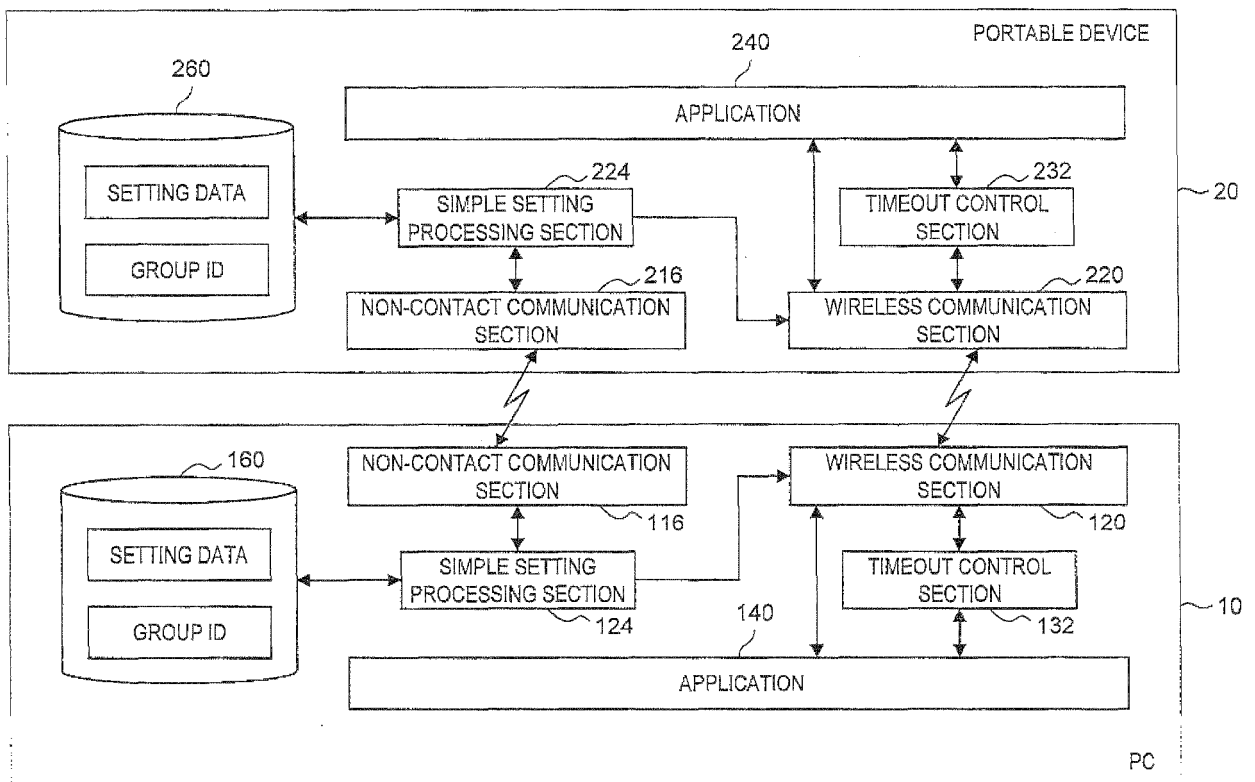 PORTABLE DEVICE
240
260
APPLICATION
SETTING DATA
224
232
20
SIMPLE SETTING
PROCESSING SECTION
TIMEOUT CONTROL
SECTION
GROUP ID
216
220
NON-CONTACT COMMUNICATION
SECTION
WIRELESS COMMUNICATION
SECTION
160
NON-CONTACT COMMUNICATION
SECTION
WIRELESS COMMUNICATION
SECTION
116
120
SETTING DATA
SIMPLE SETTING
PROCESSING SECTION
TIMEOUT CONTROL
SECTION
10
GROUP ID
124
140
132
APPLICATION
PC